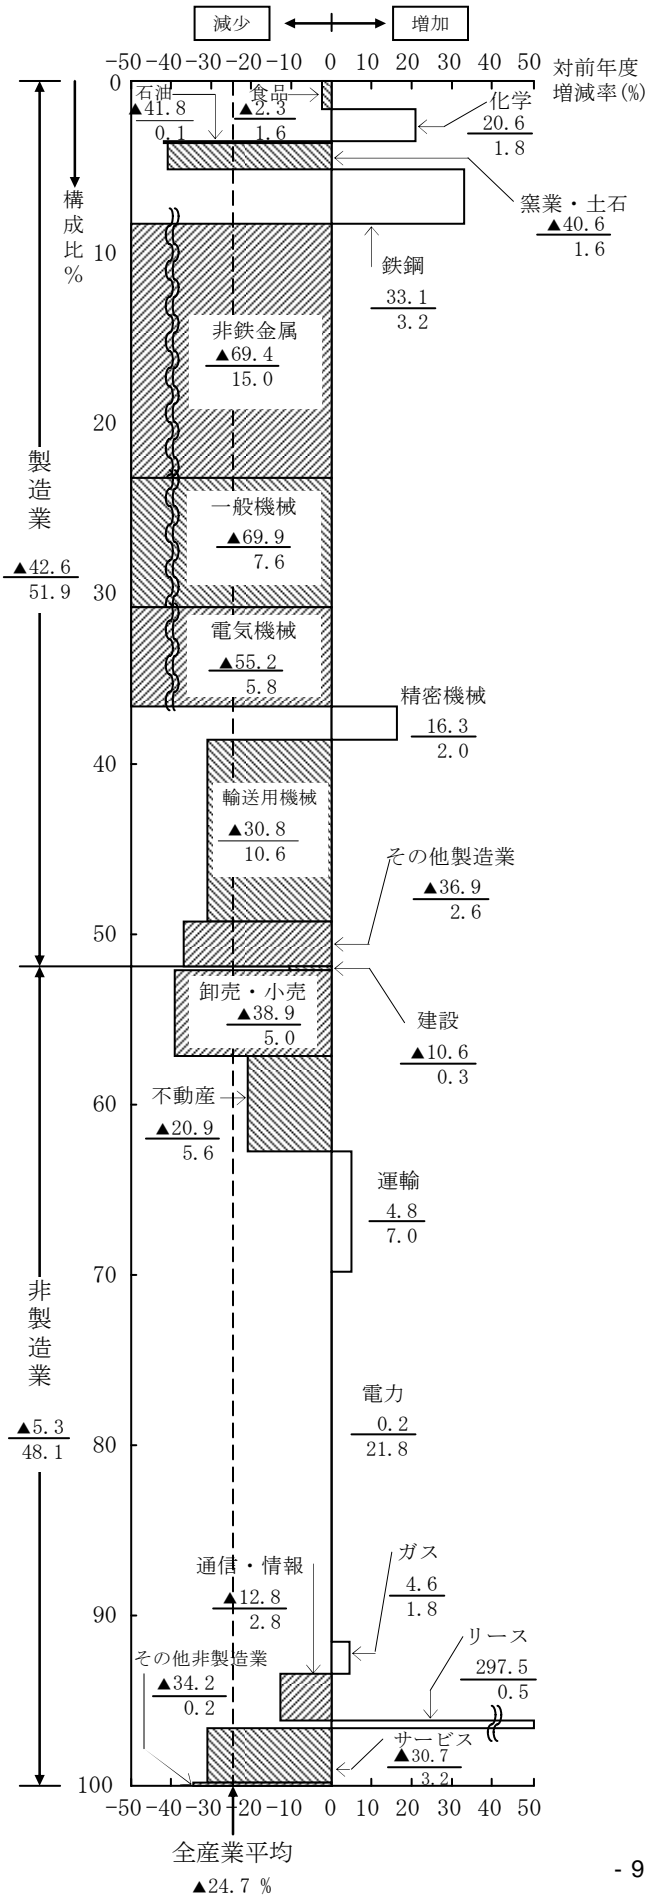 減少 増加
-50 -40 -30 -20 -10 0 10 20 30 40 50
対前年度
増減率(%)
0
10
20
30
40
50
60
70
80
90
100
構成比%
石油
▲41.8
0.1
食品
▲2.3
1.6
化学
20.6
1.8
窯業・土石
▲40.6
1.6
鉄鋼
33.1
3.2
非鉄金属
▲69.4
15.0
製造業
▲42.6
51.9
一般機械
▲69.9
7.6
電気機械
▲55.2
5.8
精密機械
16.3
2.0
輸送用機械
▲30.8
10.6
その他製造業
▲36.9
2.6
卸売・小売
▲38.9
5.0
建設
▲10.6
0.3
不動産
▲20.9
5.6
運輸
4.8
7.0
非製造業
▲5.3
48.1
電力
0.2
21.8
通信・情報
▲12.8
2.8
ガス
4.6
1.8
その他非製造業
▲34.2
0.2
リース
297.5
0.5
サービス
▲30.7
3.2
-50 -40 -30 -20 -10 0 10 20 30 40 50
全産業平均
▲24.7 %
- 9